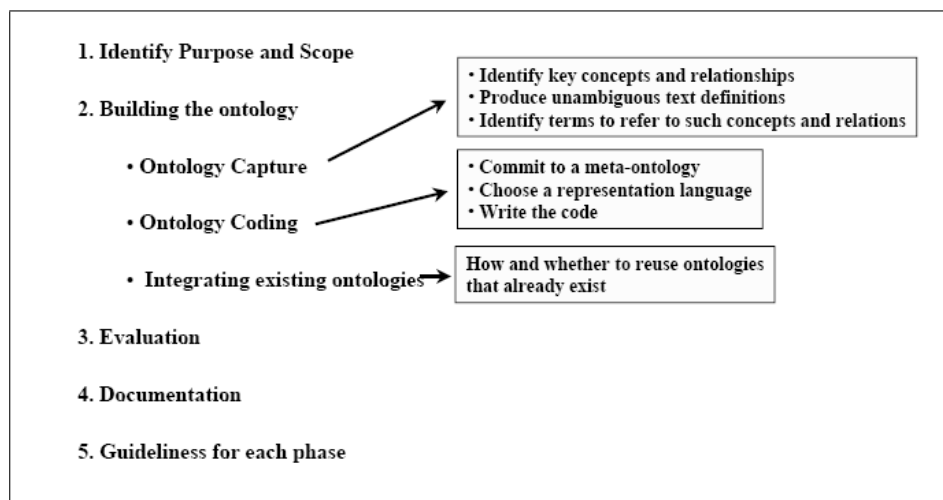 1. Identify Purpose and Scope
2. Building the ontology
• Ontology Capture
• Identify key concepts and relationships
• Produce unambiguous text definitions
• Identify terms to refer to such concepts and relations
• Ontology Coding
• Commit to a meta-ontology
• Choose a representation language
• Write the code
• Integrating existing ontologies
How and whether to reuse ontologies
that already exist
3. Evaluation
4. Documentation
5. Guideliness for each phase